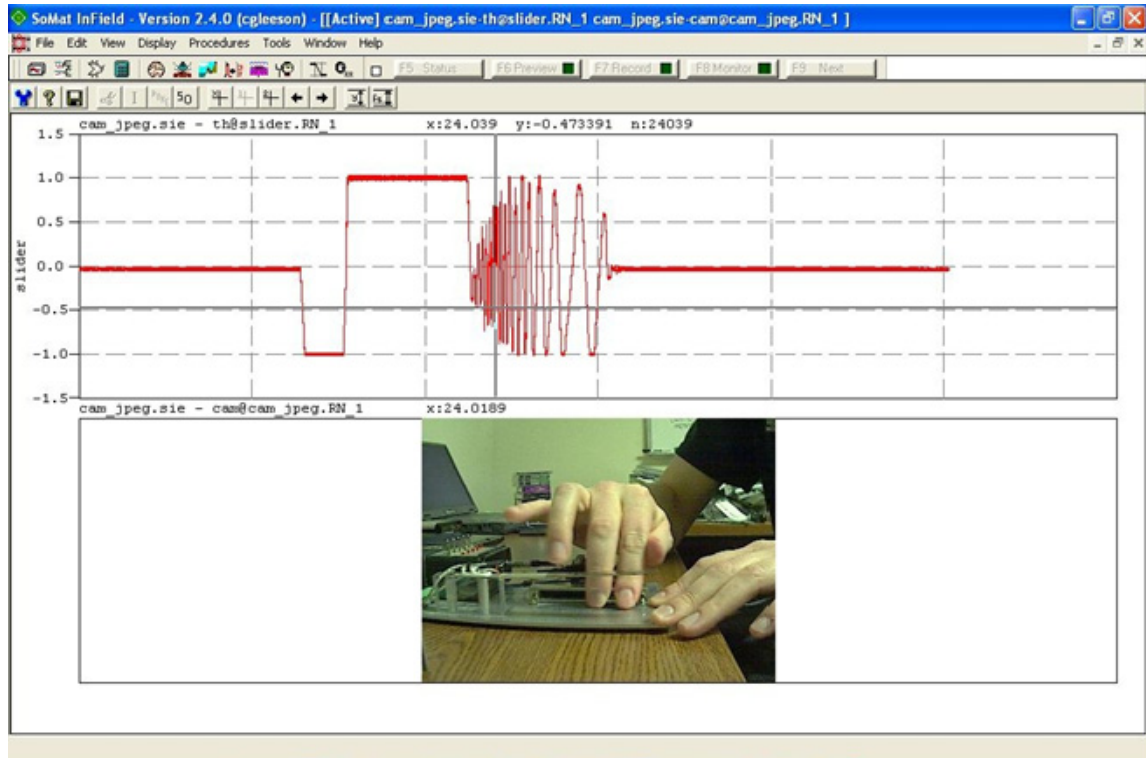 SoMat InField - Version 2.4.0 (cgleeson) - [[Active] cam_jpeg.sie-th@slider.RN_1 cam_jpeg.sie-cam@cam_jpeg.RN_1 ]
File Edit View Display Procedures Tools Window Help
F5 Status F6 Preview F7 Record F8 Monitor F9 Next
cam_jpeg.sie - th@slider.RN_1 x:24.039 y:-0.473391 n:24039
1.5
1.0
0.5
0.0
-0.5
-1.0
-1.5
slider
cam_jpeg.sie - cam@cam_jpeg.RN_1 x:24.0189